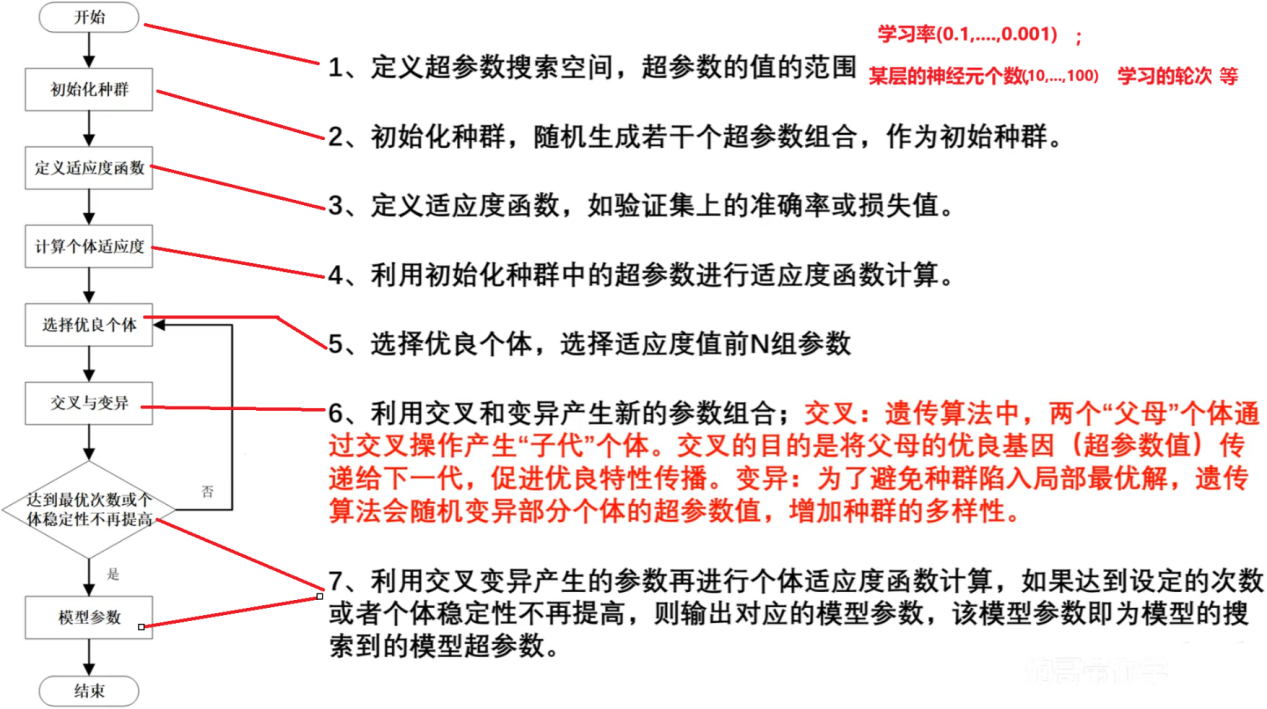 开始
初始化种群
定义适应度函数
计算个体适应度
选择优良个体
交叉与变异
达到最优次数或个
体稳定性不再提高
否
是
模型参数
结束
学习率(0.1,....,0.001) ;
1、定义超参数搜索空间，超参数的值的范围
某层的神经元个数(,10,...,100) 学习的轮次 等
2、初始化种群，随机生成若干个超参数组合，作为初始种群。
3、定义适应度函数，如验证集上的准确率或损失值。
4、利用初始化种群中的超参数进行适应度函数计算。
5、选择优良个体，选择适应度值前N组参数
6、利用交叉和变异产生新的参数组合；交叉：遗传算法中，两个“父母”个体通
过交叉操作产生“子代”个体。交叉的目的是将父母的优良基因（超参数值）传
递给下一代，促进优良特性传播。变异：为了避免种群陷入局部最优解，遗传
算法会随机变异部分个体的超参数值，增加种群的多样性。
7、利用交叉变异产生的参数再进行个体适应度函数计算，如果达到设定的次数
或者个体稳定性不再提高，则输出对应的模型参数，该模型参数即为模型的搜
索到的模型超参数。